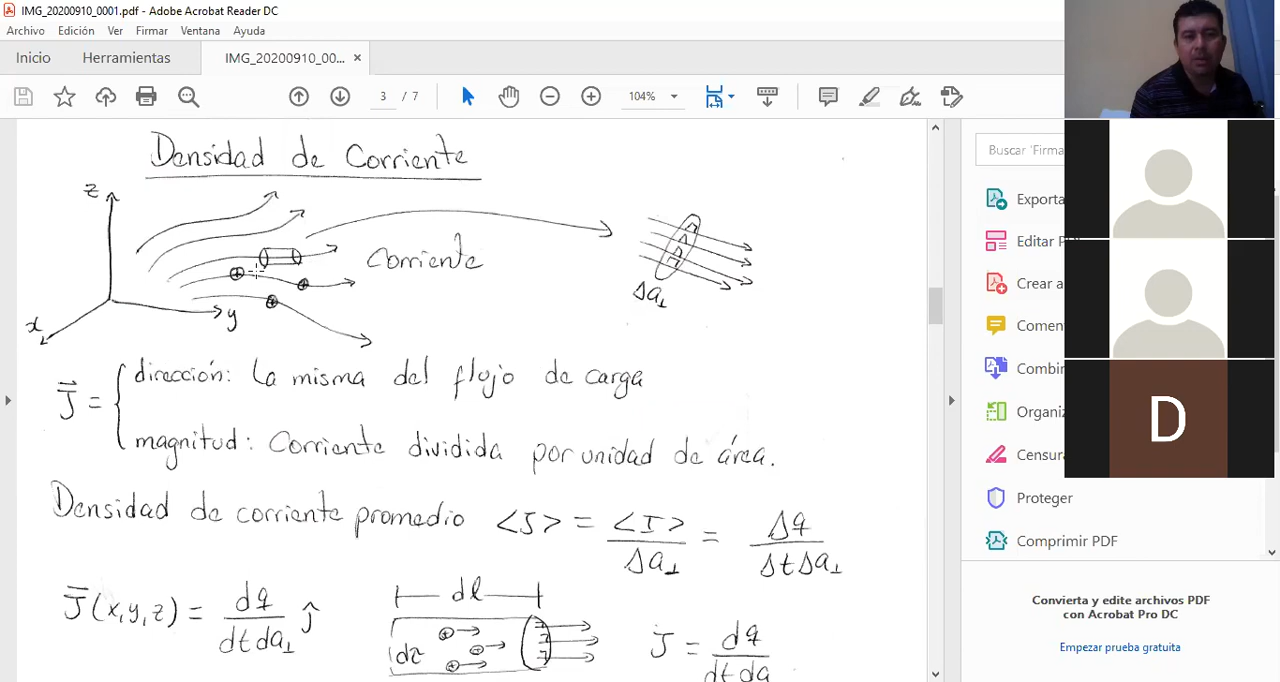 IMG_20200910_0001.pdf - Adobe Acrobat Reader DC
Archivo Edición Ver Firmar Ventana Ayuda
Inicio Herramientas IMG_20200910_00... ×
3 / 7 104%
Densidad de Corriente
z
y
x
Corriente
Δa⊥
J⃗ =
dirección: La misma del flujo de carga
magnitud: Corriente dividida por unidad de área.
Densidad de corriente promedio <J> = <I>/Δa⊥ = Δq/ΔtΔa⊥
J̄(x,y,z) = dq/dtda⊥ ĵ
dl
dτ
J = dq/dtda
Buscar 'Firma
Exporta
Editar P
Crear a
Comen
Combin
Organiz
Censura
Proteger
Comprimir PDF
Convierta y edite archivos PDF
con Acrobat Pro DC
Empezar prueba gratuita
D